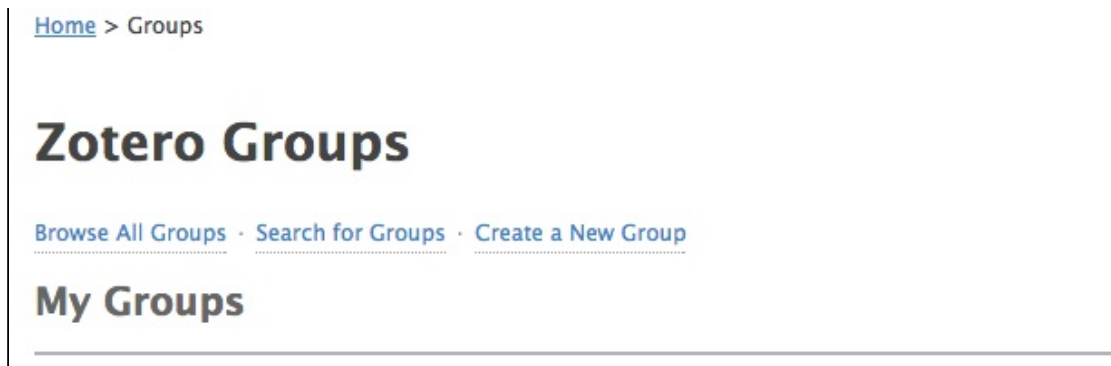 Home > Groups
Zotero Groups
Browse All Groups · Search for Groups · Create a New Group
My Groups